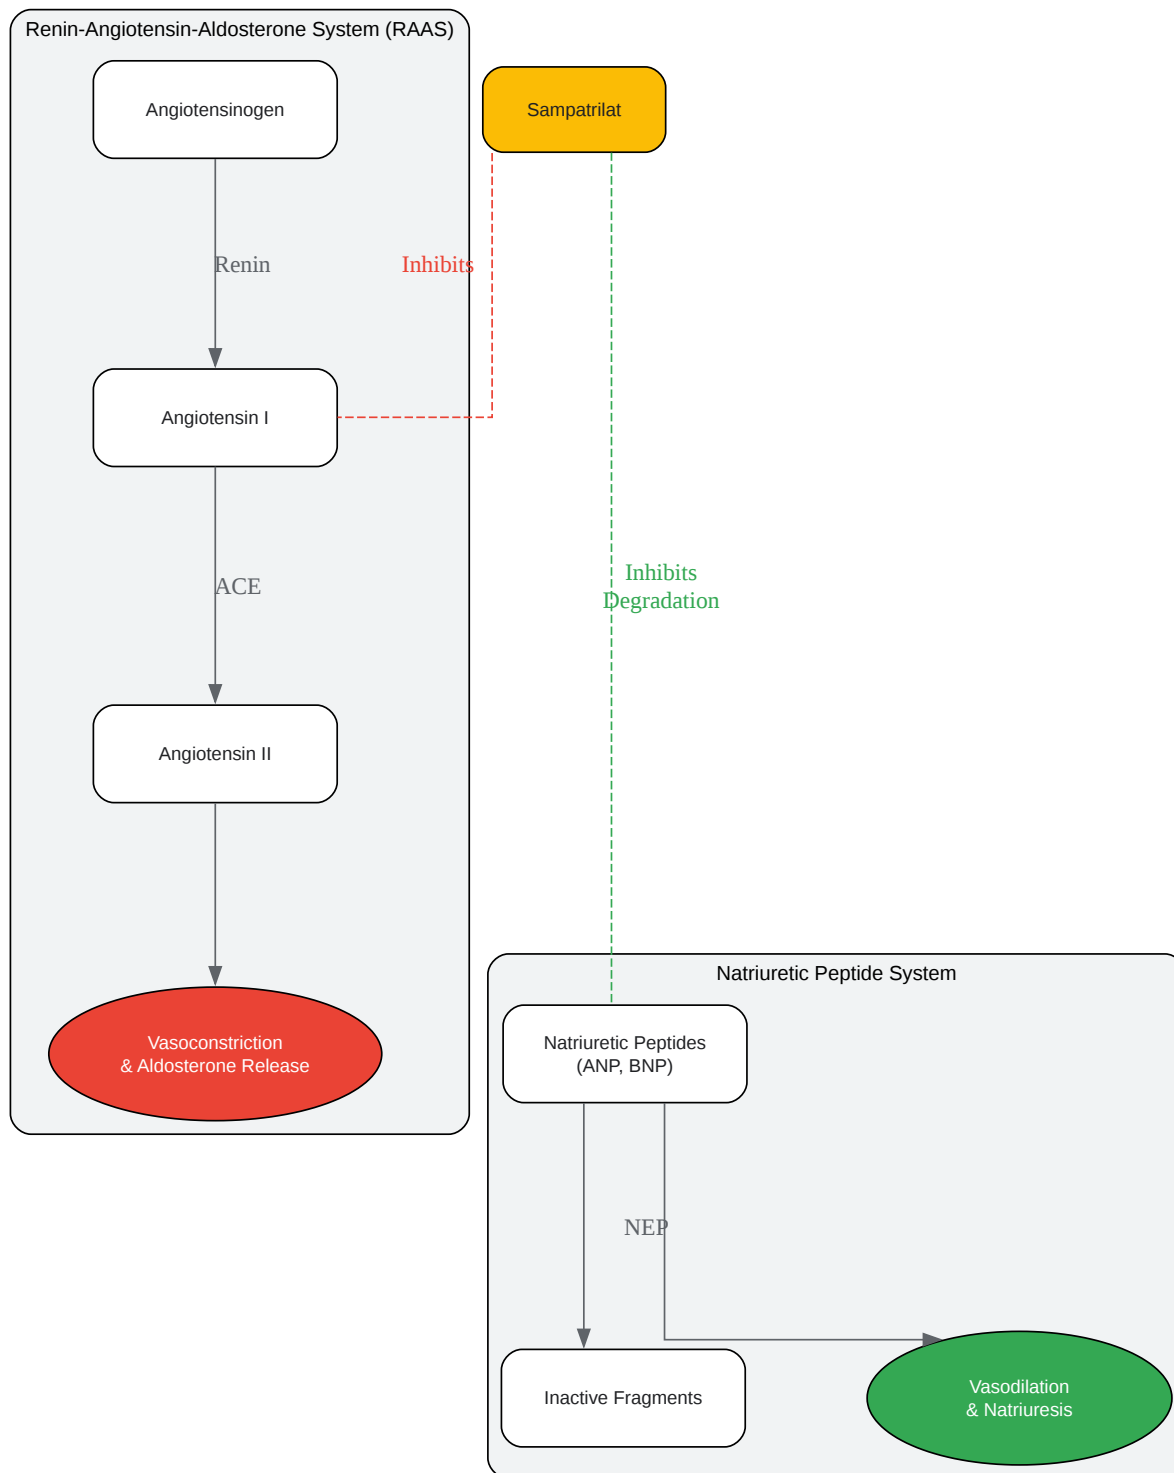 Renin-Angiotensin-Aldosterone System (RAAS)
Angiotensinogen
Sampatrilat
Renin
Inhibits
Angiotensin I
ACE
Inhibits
Degradation
Angiotensin II
Natriuretic Peptide System
Vasoconstriction
& Aldosterone Release
Natriuretic Peptides
(ANP, BNP)
NEP
Inactive Fragments
Vasodilation
& Natriuresis